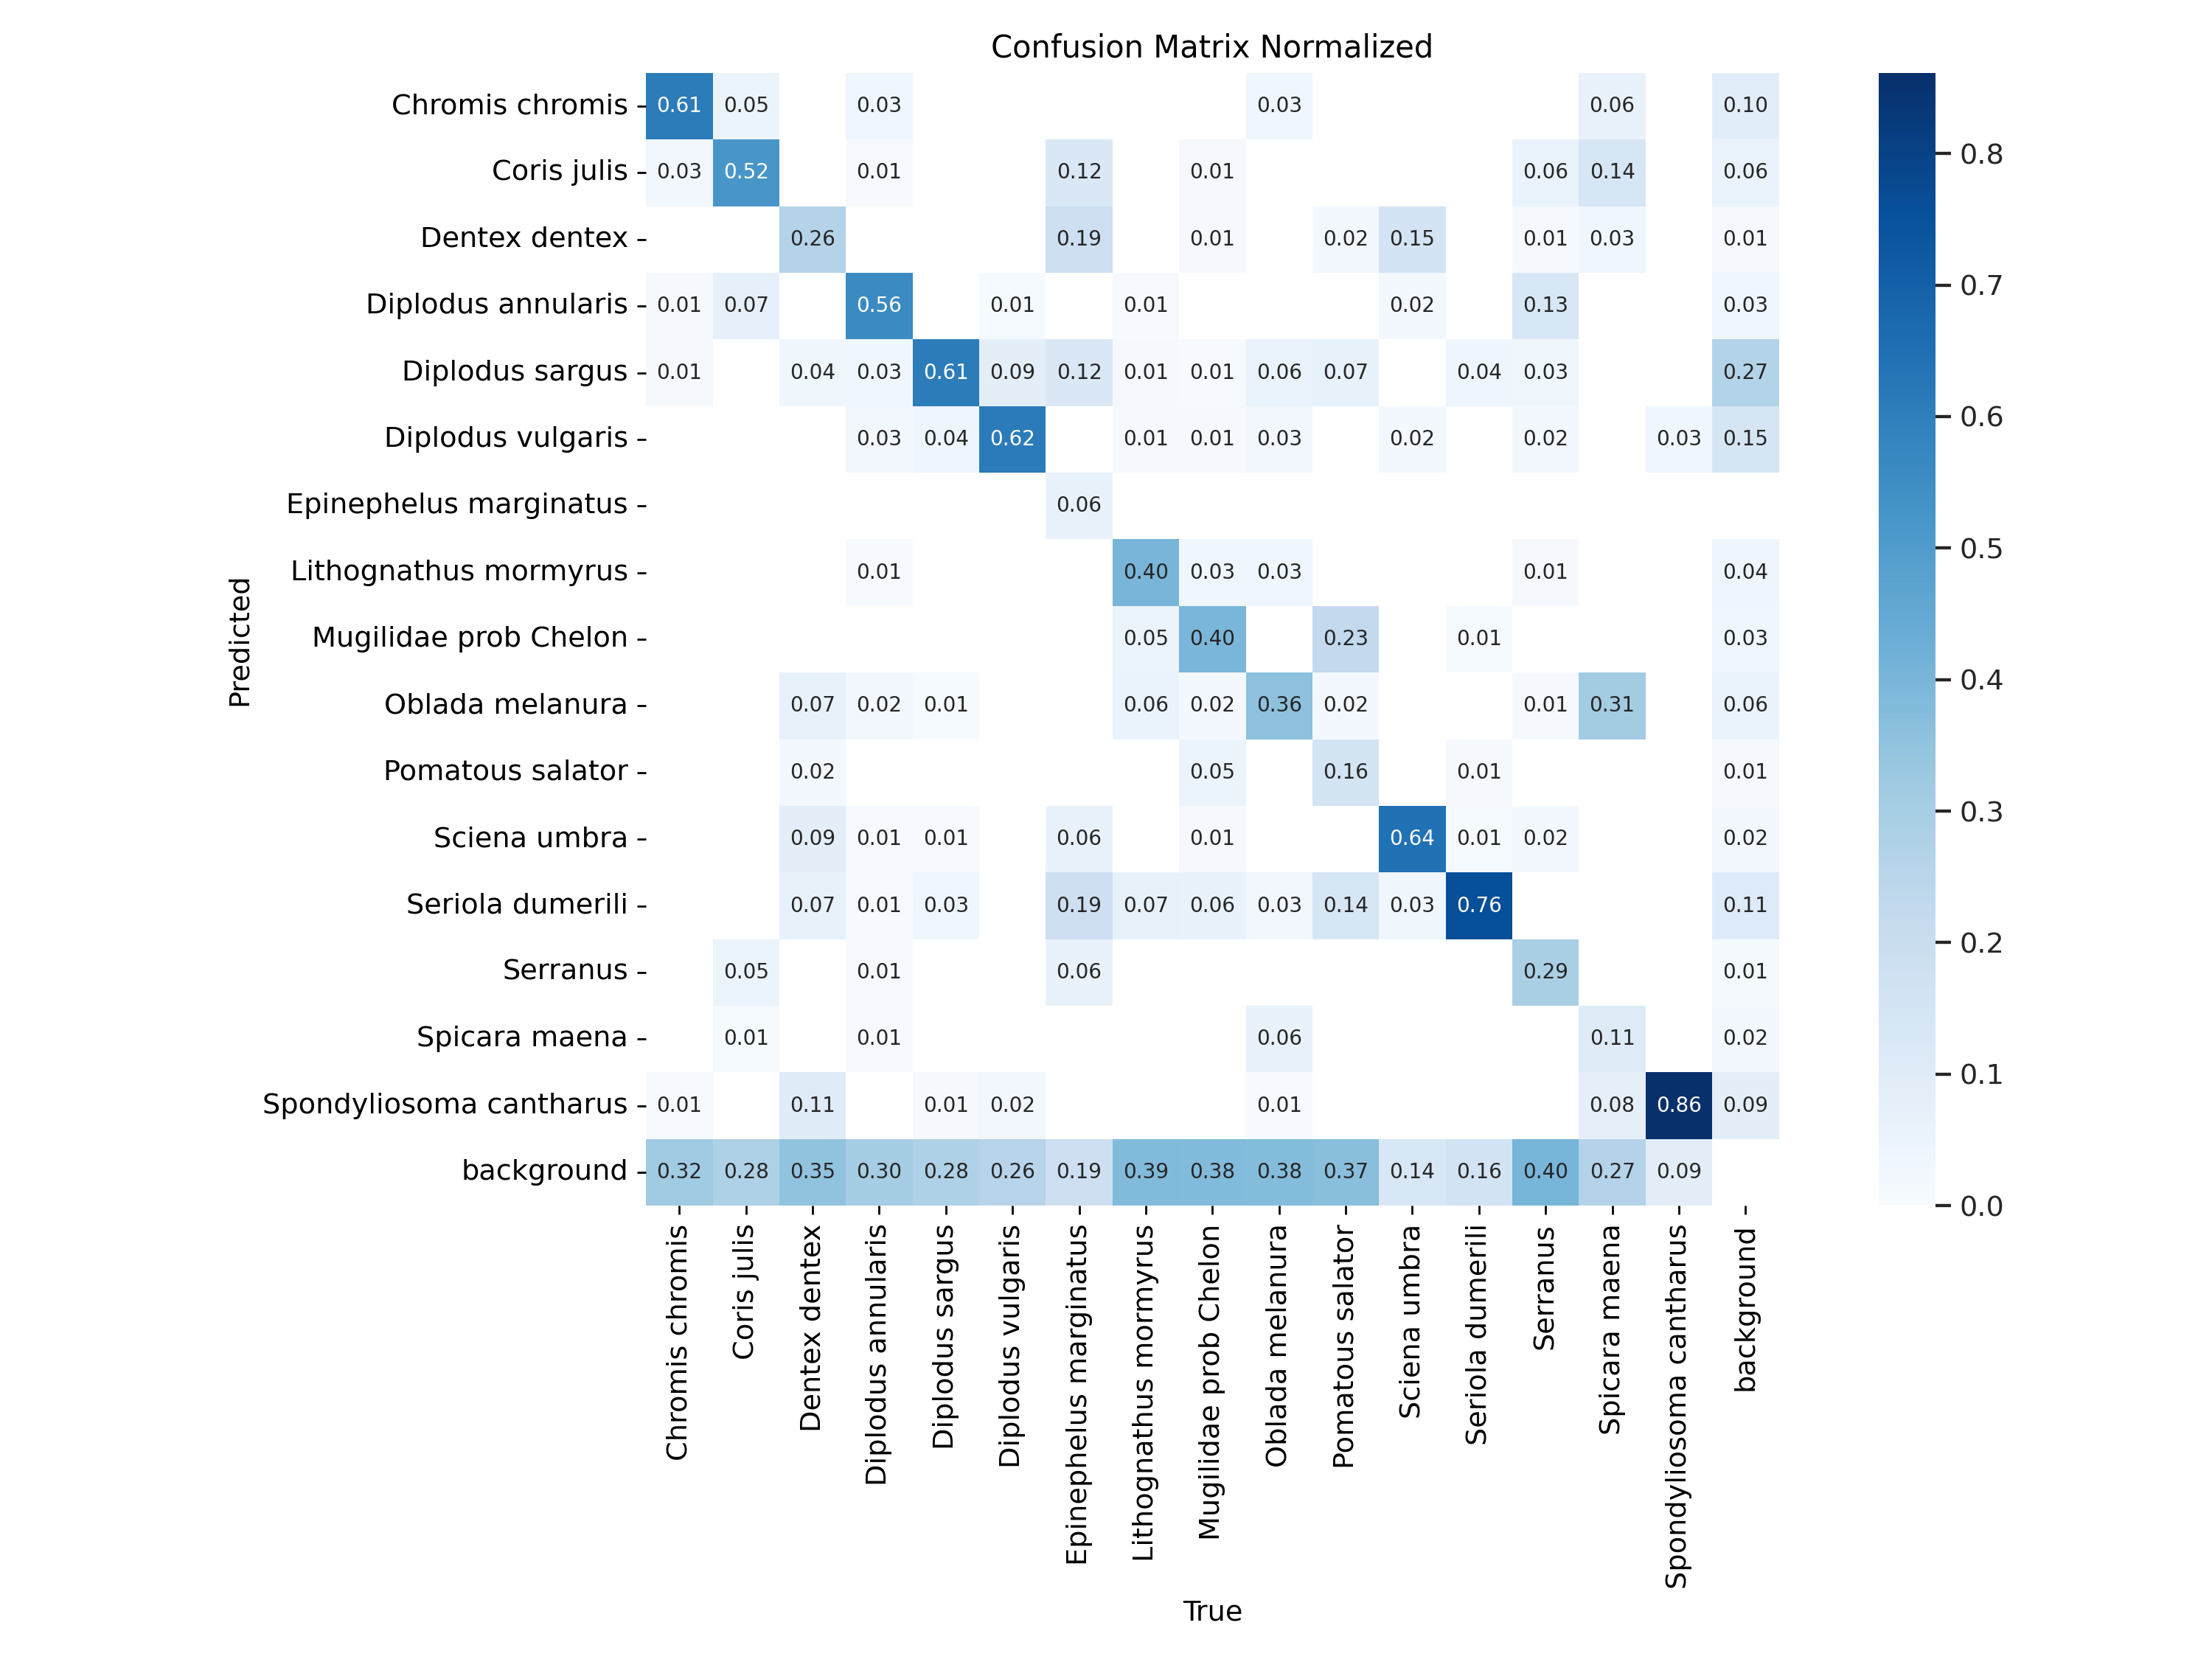 Confusion Matrix Normalized
Chromis chromis 0.61 0.05 0.03 0.03 0.06 0.10
Coris julis 0.03 0.52 0.01 0.12 0.01 0.06 0.14 0.06
Dentex dentex 0.26 0.19 0.01 0.02 0.15 0.01 0.03 0.01
Diplodus annularis 0.01 0.07 0.56 0.01 0.01 0.02 0.13 0.03
Diplodus sargus 0.01 0.04 0.03 0.61 0.09 0.12 0.01 0.01 0.06 0.07 0.04 0.03 0.27
Diplodus vulgaris 0.03 0.04 0.62 0.01 0.01 0.03 0.02 0.02 0.03 0.15
Epinephelus marginatus 0.06
Lithognathus mormyrus 0.01 0.40 0.03 0.03 0.01 0.04
Mugilidae prob Chelon 0.05 0.40 0.23 0.01 0.03
Oblada melanura 0.07 0.02 0.01 0.06 0.02 0.36 0.02 0.01 0.31 0.06
Pomatous salator 0.02 0.05 0.16 0.01 0.01
Sciena umbra 0.09 0.01 0.01 0.06 0.01 0.64 0.01 0.02 0.02
Seriola dumerili 0.07 0.01 0.03 0.19 0.07 0.06 0.03 0.14 0.03 0.76 0.11
Serranus 0.05 0.01 0.06 0.29 0.01
Spicara maena 0.01 0.01 0.06 0.11 0.02
Spondyliosoma cantharus 0.01 0.11 0.01 0.02 0.01 0.08 0.86 0.09
background 0.32 0.28 0.35 0.30 0.28 0.26 0.19 0.39 0.38 0.38 0.37 0.14 0.16 0.40 0.27 0.09
Predicted
Chromis chromis
Coris julis
Dentex dentex
Diplodus annularis
Diplodus sargus
Diplodus vulgaris
Epinephelus marginatus
Lithognathus mormyrus
Mugilidae prob Chelon
Oblada melanura
Pomatous salator
Sciena umbra
Seriola dumerili
Serranus
Spicara maena
Spondyliosoma cantharus
background
True
0.8
0.7
0.6
0.5
0.4
0.3
0.2
0.1
0.0